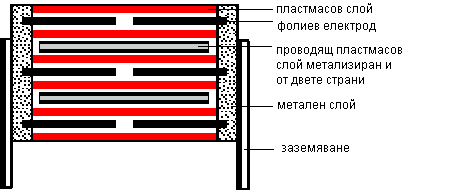 пластмасов слой
фолиев електрод
проводящ пластмасов
слой метализиран и
от двете страни
метален слой
заземяване